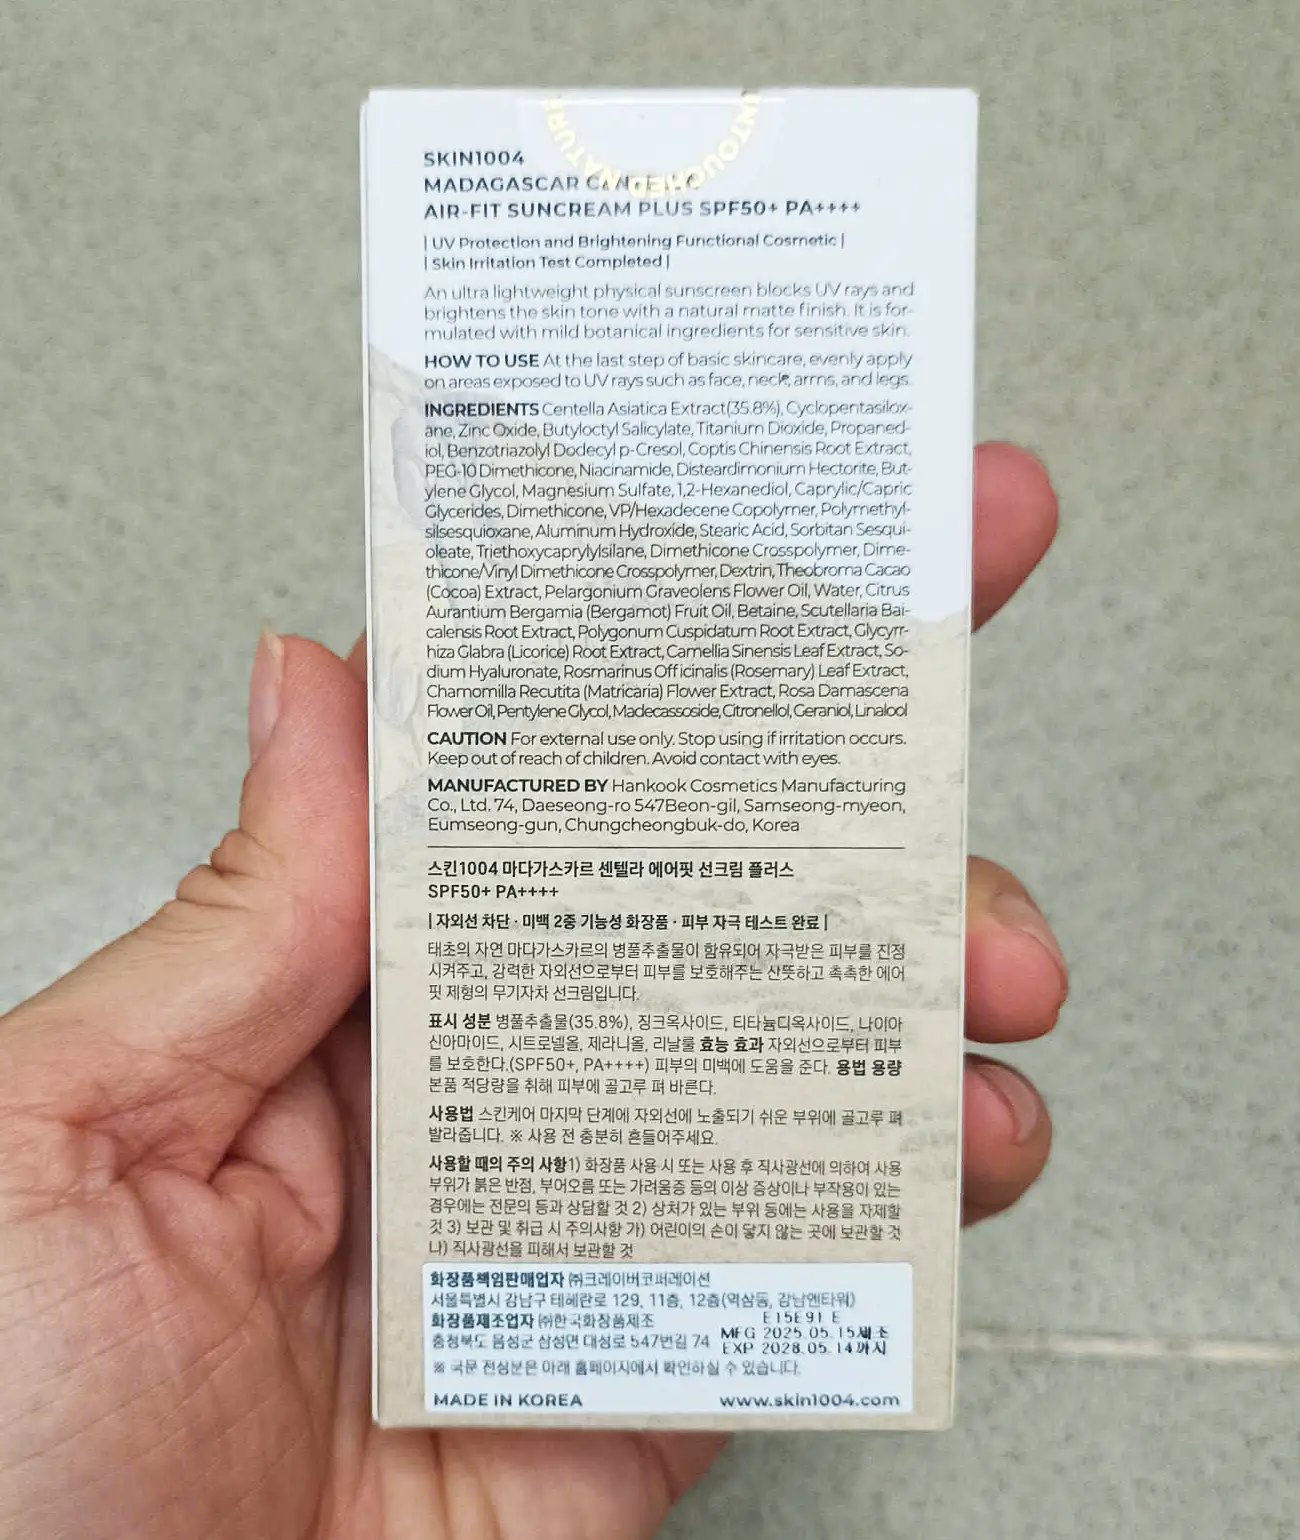 UNTOUCHED NATURE
SKIN1004
MADAGASCAR
AIR-FIT SUNCREAM PLUS SPF50+ PA++++
| UV Protection and Brightening Functional Cosmetic |
| Skin Irritation Test Completed |
An ultra lightweight physical sunscreen blocks UV rays and
brightens the skin tone with a natural matte finish. It is for-
mulated with mild botanical ingredients for sensitive skin.
HOW TO USE At the last step of basic skincare, evenly apply
on areas exposed to UV rays such as face, neck, arms, and legs.
INGREDIENTS Centella Asiatica Extract(35.8%), Cyclopentasilox-
ane, Zinc Oxide, Butyloctyl Salicylate, Titanium Dioxide, Propaned-
iol, Benzotriazolyl Dodecyl p-Cresol, Coptis Chinensis Root Extract,
PEG-10 Dimethicone, Niacinamide, Disteardimonium Hectorite, But-
ylene Glycol, Magnesium Sulfate, 1,2-Hexanediol, Caprylic/Capric
Glycerides, Dimethicone, VP/Hexadecene Copolymer, Polymethyl-
silsesquioxane, Aluminum Hydroxide, Stearic Acid, Sorbitan Sesqui-
oleate, Triethoxycaprylylsilane, Dimethicone Crosspolymer, Dime-
thicone/Vinyl Dimethicone Crosspolymer, Dextrin, Theobroma Cacao
(Cocoa) Extract, Pelargonium Graveolens Flower Oil, Water, Citrus
Aurantium Bergamia (Bergamot) Fruit Oil, Betaine, Scutellaria Bai-
calensis Root Extract, Polygonum Cuspidatum Root Extract, Glycyrr-
hiza Glabra (Licorice) Root Extract, Camellia Sinensis Leaf Extract, So-
dium Hyaluronate, Rosmarinus Officinalis (Rosemary) Leaf Extract,
Chamomilla Recutita (Matricaria) Flower Extract, Rosa Damascena
Flower Oil, Pentylene Glycol, Madecassoside, Citronellol, Geraniol, Linalool
CAUTION For external use only. Stop using if irritation occurs.
Keep out of reach of children. Avoid contact with eyes.
MANUFACTURED BY Hankook Cosmetics Manufacturing
Co., Ltd. 74, Daeseong-ro 547Beon-gil, Samseong-myeon,
Eumseong-gun, Chungcheongbuk-do, Korea
스킨1004 마다가스카르 센텔라 에어핏 선크림 플러스
SPF50+ PA++++
| 자외선 차단 · 미백 2중 기능성 화장품 · 피부 자극 테스트 완료 |
태초의 자연 마다가스카르의 병풀추출물이 함유되어 자극받은 피부를 진정
시켜주고, 강력한 자외선으로부터 피부를 보호해주는 산뜻하고 촉촉한 에어
핏 제형의 무기자차 선크림입니다.
표시 성분 병풀추출물(35.8%), 징크옥사이드, 티타늄디옥사이드, 나이아
신아마이드, 시트로넬올, 제라니올, 리날룰 효능 효과 자외선으로부터 피부
를 보호한다.(SPF50+, PA++++) 피부의 미백에 도움을 준다. 용법 용량
본품 적당량을 취해 피부에 골고루 펴 바른다.
사용법 스킨케어 마지막 단계에 자외선에 노출되기 쉬운 부위에 골고루 펴
발라줍니다. ※ 사용 전 충분히 흔들어주세요.
사용할 때의 주의 사항1) 화장품 사용 시 또는 사용 후 직사광선에 의하여 사용
부위가 붉은 반점, 부어오름 또는 가려움증 등의 이상 증상이나 부작용이 있는
경우에는 전문의 등과 상담할 것 2) 상처가 있는 부위 등에는 사용을 자제할
것 3) 보관 및 취급 시 주의사항 가) 어린이의 손이 닿지 않는 곳에 보관할 것
나) 직사광선을 피해서 보관할 것
화장품책임판매업자 ㈜크레이버코퍼레이션
서울특별시 강남구 테헤란로 129, 11층, 12층(역삼동, 강남엔타워)
화장품제조업자 ㈜한국화장품제조
충청북도 음성군 삼성면 대성로 547번길 74
E15E91 E
MFG 2025.05.15제조
EXP 2028.05.14까지
※ 국문 전성분은 아래 홈페이지에서 확인하실 수 있습니다.
MADE IN KOREA
www.skin1004.com